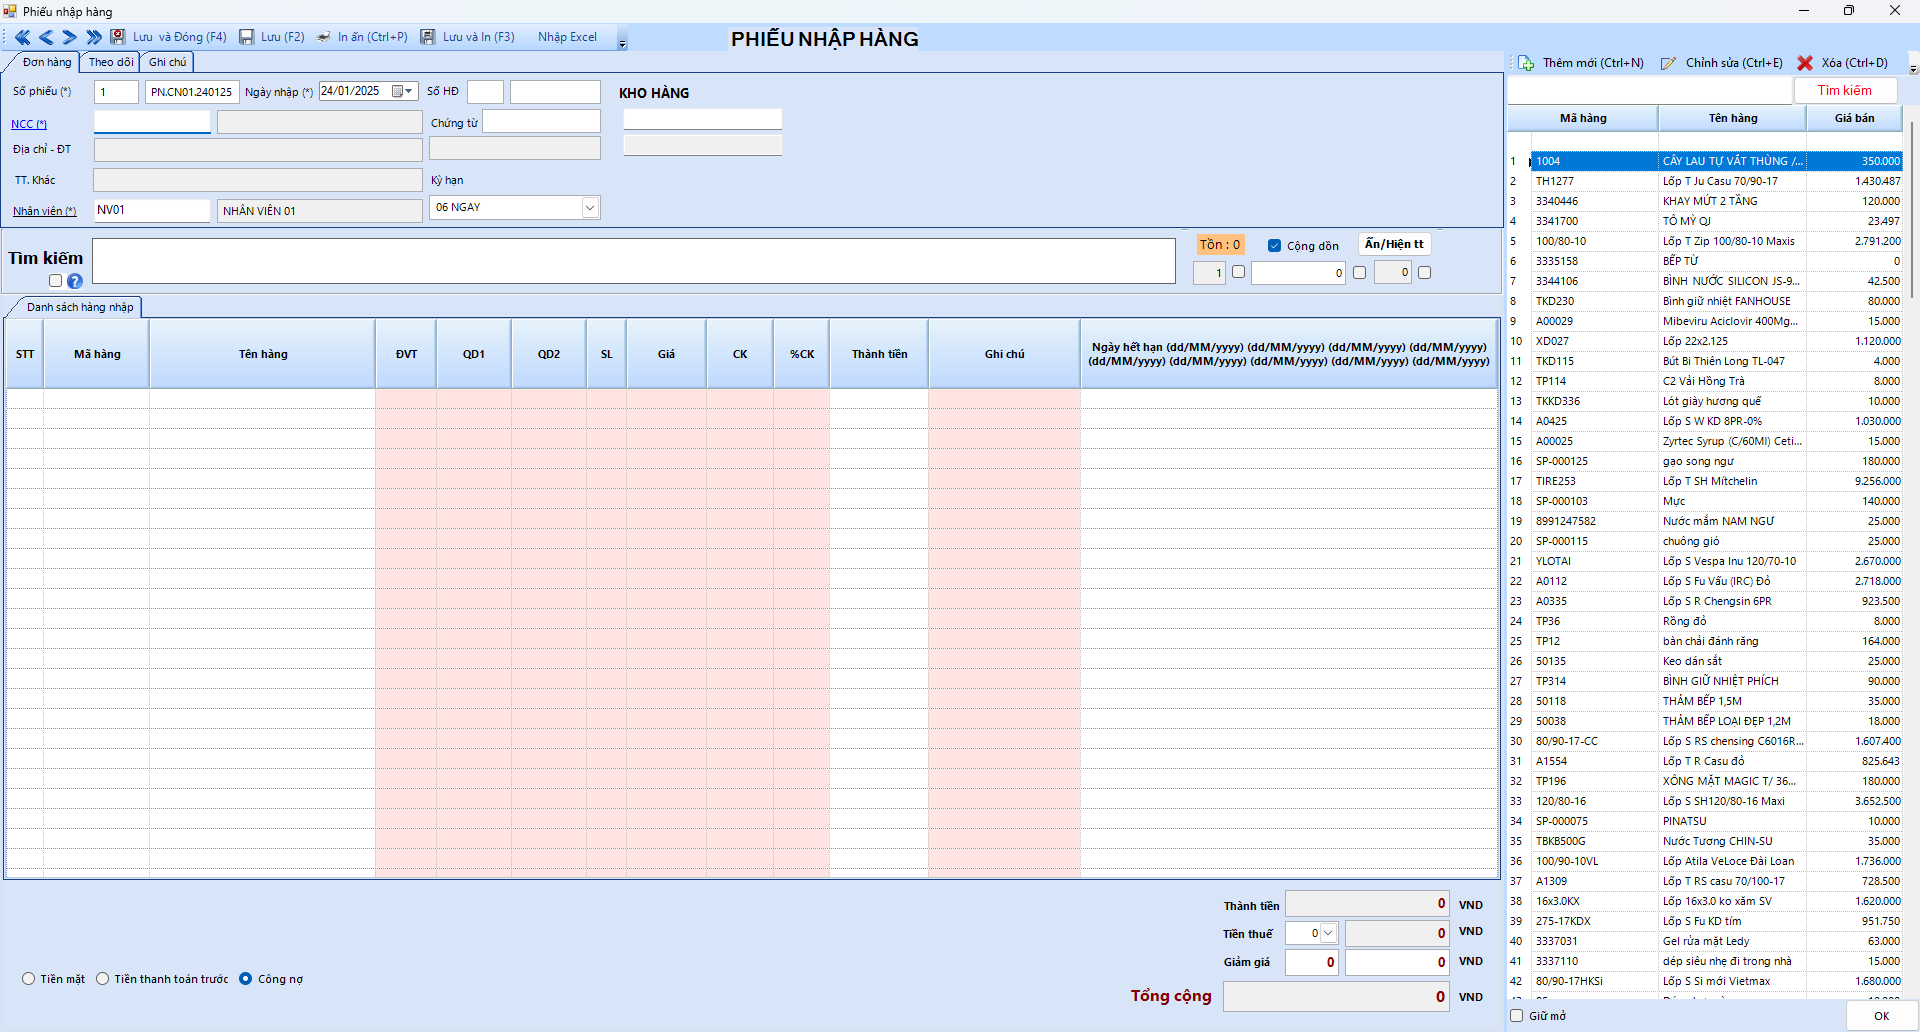 Phiếu nhập hàng
Lưu và Đóng (F4) Lưu (F2) In ấn (Ctrl+P) Lưu và In (F3) Nhập Excel
PHIẾU NHẬP HÀNG
Đơn hàng Theo dõi Ghi chú
Số phiếu (*) 1 PN.CN01.240125 Ngày nhập (*) 24/01/2025 Số HĐ
KHO HÀNG
NCC (*) Chứng từ
Địa chỉ - ĐT
TT. Khác Kỳ hạn
Nhân viên (*) NV01 NHÂN VIÊN 01 06 NGAY
Tìm kiếm
?
Tồn : 0 Cộng dồn Ẩn/Hiện tt
1 0 0
Danh sách hàng nhập
STT Mã hàng Tên hàng ĐVT QD1 QD2 SL Giá CK %CK Thành tiền Ghi chú
Ngày hết hạn (dd/MM/yyyy) (dd/MM/yyyy) (dd/MM/yyyy) (dd/MM/yyyy)
(dd/MM/yyyy) (dd/MM/yyyy) (dd/MM/yyyy) (dd/MM/yyyy) (dd/MM/yyyy)
Thành tiền 0 VND
Tiền thuế 0 0 VND
Giảm giá 0 0 VND
Tổng cộng 0 VND
Tiền mặt Tiền thanh toán trước Công nợ
Thêm mới (Ctrl+N) Chỉnh sửa (Ctrl+E) Xóa (Ctrl+D)
Tìm kiếm
Mã hàng Tên hàng Giá bán
1 1004 CÂY LAU TỰ VẮT THÙNG /... 350.000
2 TH1277 Lốp T Ju Casu 70/90-17 1.430.487
3 3340446 KHAY MỨT 2 TẦNG 120.000
4 3341700 TÔ MỲ QJ 23.497
5 100/80-10 Lốp T Zip 100/80-10 Maxis 2.791.200
6 3335158 BẾP TỪ 0
7 3344106 BÌNH NƯỚC SILICON JS-9... 42.500
8 TKD230 Bình giữ nhiệt FANHOUSE 80.000
9 A00029 Mibeviru Aciclovir 400Mg... 15.000
10 XD027 Lốp 22x2.125 1.120.000
11 TKD115 Bút Bi Thiên Long TL-047 4.000
12 TP114 C2 Vải Hồng Trà 8.000
13 TKKD336 Lót giày hương quế 10.000
14 A0425 Lốp S W KD 8PR-0% 1.030.000
15 A00025 Zyrtec Syrup (C/60Ml) Ceti... 15.000
16 SP-000125 gạo song ngư 180.000
17 TIRE253 Lốp T SH Mítchelin 9.256.000
18 SP-000103 Mực 140.000
19 8991247582 Nước mắm NAM NGƯ 25.000
20 SP-000115 chuông gió 25.000
21 YLOTAI Lốp S Vespa Inu 120/70-10 2.670.000
22 A0112 Lốp S Fu Vấu (IRC) Đỏ 2.718.000
23 A0335 Lốp S R Chengsin 6PR 923.500
24 TP36 Rồng đỏ 8.000
25 TP12 bàn chải đánh răng 164.000
26 50135 Keo dán sắt 25.000
27 TP314 BÌNH GIỮ NHIỆT PHÍCH 90.000
28 50118 THẢM BẾP 1,5M 35.000
29 50038 THẢM BẾP LOẠI ĐẸP 1,2M 18.000
30 80/90-17-CC Lốp S RS chensing C6016R... 1.607.400
31 A1554 Lốp T R Casu đỏ 825.643
32 TP196 XÔNG MẶT MAGIC T/ 36... 180.000
33 120/80-16 Lốp S SH120/80-16 Maxi 3.652.500
34 SP-000075 PINATSU 10.000
35 TBKB500G Nước Tương CHIN-SU 35.000
36 100/90-10VL Lốp Atila VeLoce Đài Loan 1.736.000
37 A1309 Lốp T RS casu 70/100-17 728.500
38 16x3.0KX Lốp 16x3.0 ko xăm SV 1.620.000
39 275-17KDX Lốp S Fu KD tím 951.750
40 3337031 Gel rửa mặt Ledy 63.000
41 3337110 dép siêu nhẹ đi trong nhà 15.000
42 80/90-17HKSi Lốp S Si mới Vietmax 1.680.000
Giữ mở OK